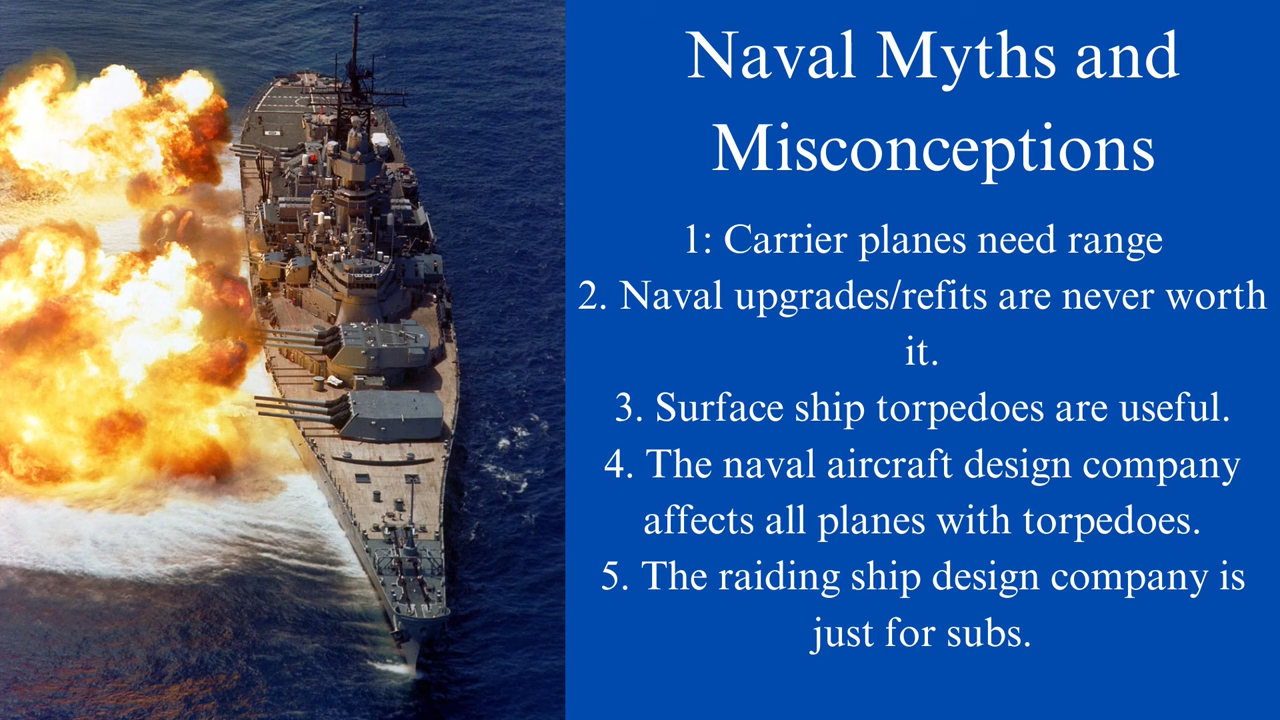 Naval Myths and
Misconceptions
1: Carrier planes need range
2. Naval upgrades/refits are never worth
it.
3. Surface ship torpedoes are useful.
4. The naval aircraft design company
affects all planes with torpedoes.
5. The raiding ship design company is
just for subs.